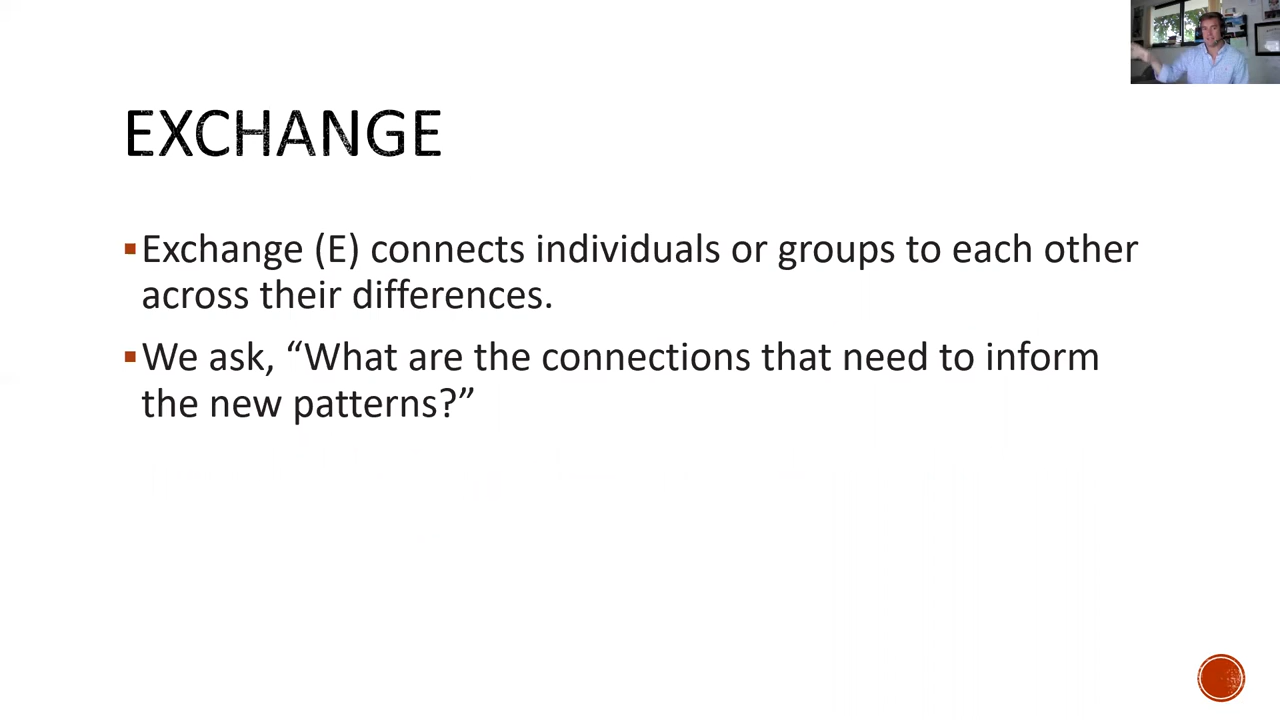 EXCHANGE
▪Exchange (E) connects individuals or groups to each other
across their differences.
▪We ask, “What are the connections that need to inform
the new patterns?”